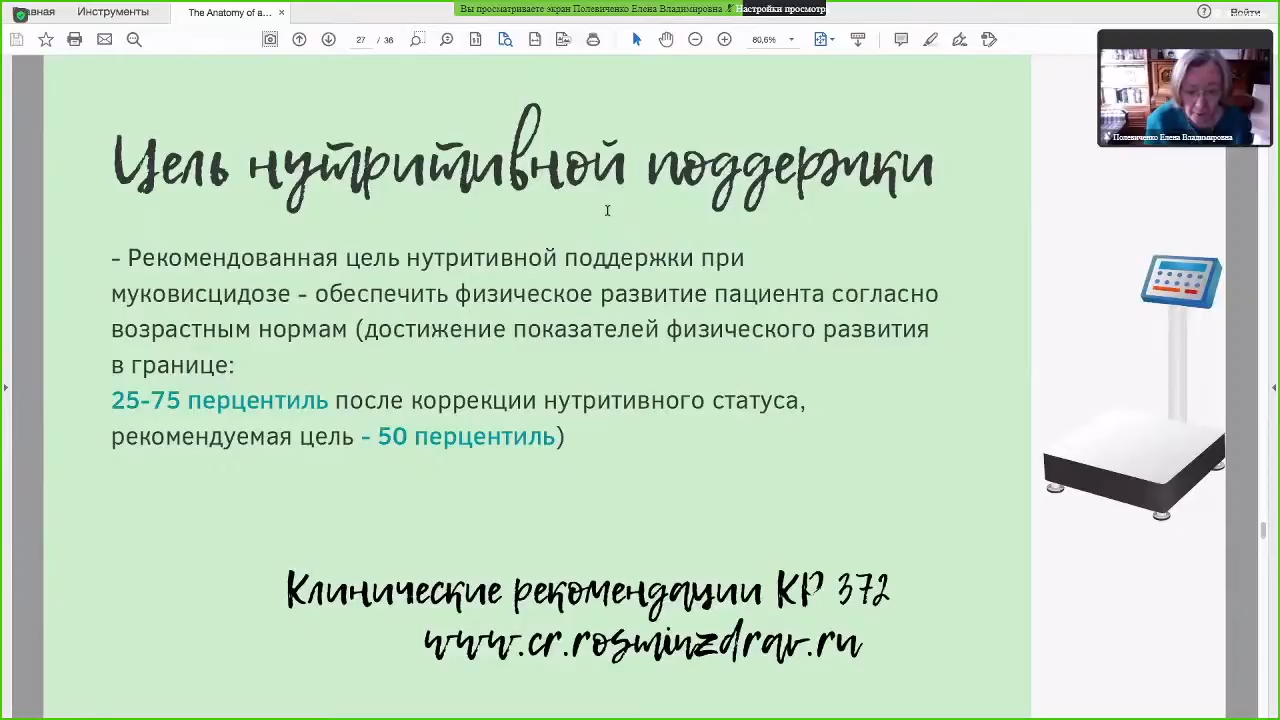 Вы просматриваете экран Полевиченко Елена Владимировна
Настройки просмотр
Инструменты
The Anatomy of a...
Войти
27 / 36
80,6%
Полевиченко Елена Владимировна
Цель нутритивной поддержки
- Рекомендованная цель нутритивной поддержки при
муковисцидозе - обеспечить физическое развитие пациента согласно
возрастным нормам (достижение показателей физического развития
в границе:
25-75 перцентиль после коррекции нутритивного статуса,
рекомендуемая цель - 50 перцентиль)
Клинические рекомендации КР 372
www.cr.rosminzdrav.ru